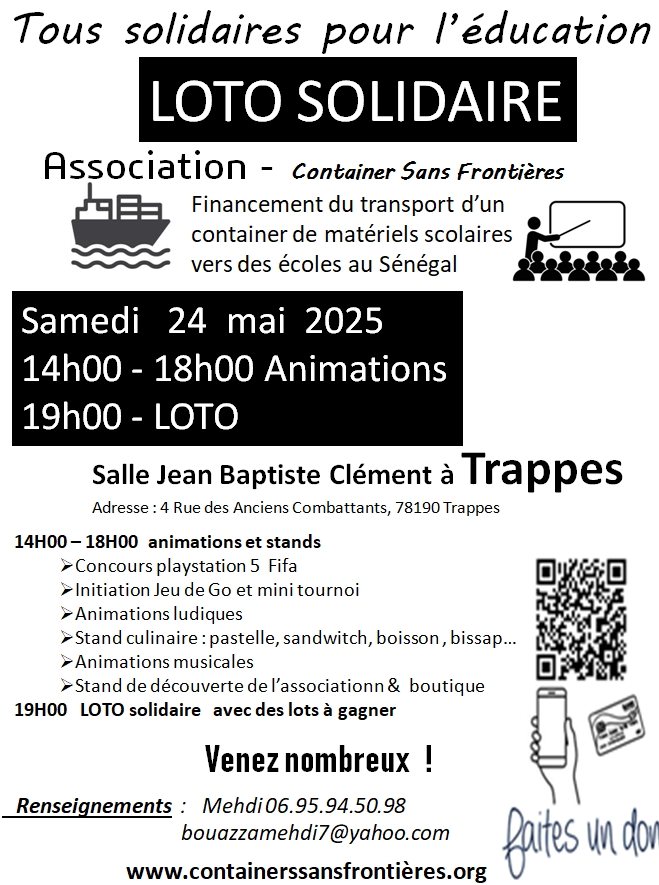 Tous solidaires pour l'éducation
LOTO SOLIDAIRE
Association - Container Sans Frontières
Financement du transport d'un
container de matériels scolaires
vers des écoles au Sénégal
Samedi 24 mai 2025
14h00 - 18h00 Animations
19h00 - LOTO
Salle Jean Baptiste Clément à Trappes
Adresse : 4 Rue des Anciens Combattants, 78190 Trappes
14H00 – 18H00 animations et stands
➢Concours playstation 5 Fifa
➢Initiation Jeu de Go et mini tournoi
➢Animations ludiques
➢Stand culinaire : pastelle, sandwitch, boisson , bissap...
➢Animations musicales
➢Stand de découverte de l'associationn & boutique
19H00 LOTO solidaire avec des lots à gagner
Venez nombreux !
Renseignements : Mehdi 06.95.94.50.98
bouazzamehdi7@yahoo.com
faites un don
www.containerssansfrontières.org